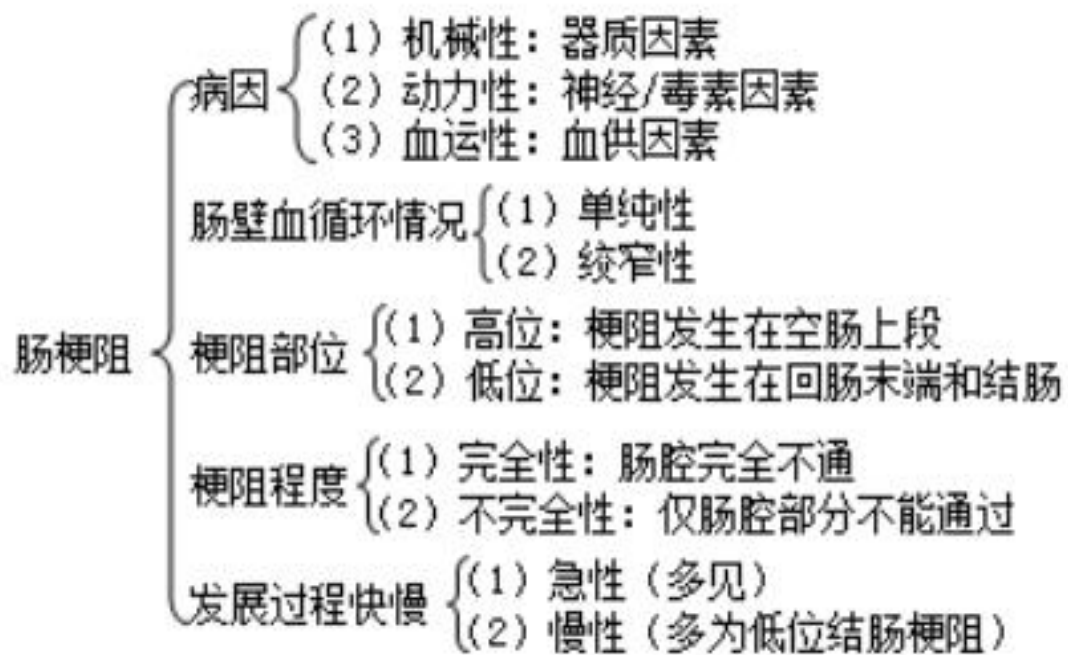 肠梗阻
病因
(1) 机械性：器质因素
(2) 动力性：神经/毒素因素
(3) 血运性：血供因素
肠壁血循环情况
(1) 单纯性
(2) 绞窄性
梗阻部位
(1) 高位：梗阻发生在空肠上段
(2) 低位：梗阻发生在回肠末端和结肠
梗阻程度
(1) 完全性：肠腔完全不通
(2) 不完全性：仅肠腔部分不能通过
发展过程快慢
(1) 急性（多见）
(2) 慢性（多为低位结肠梗阻）